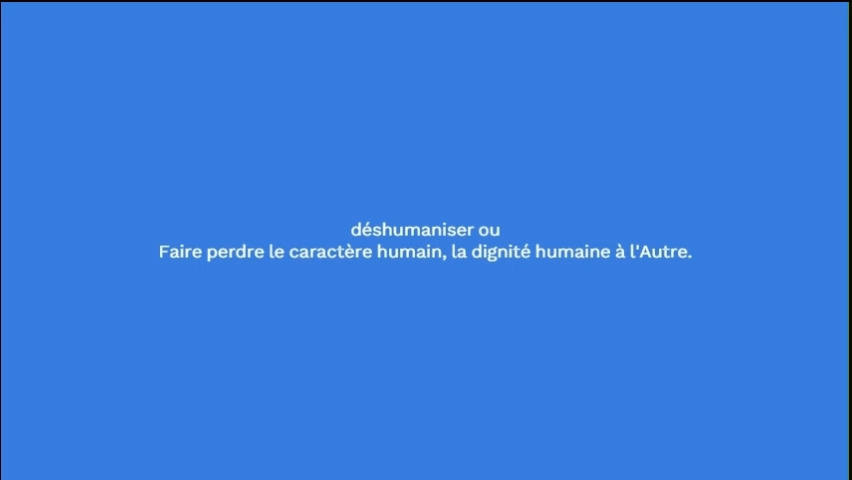 déshumaniser ou
Faire perdre le caractère humain, la dignité humaine à l'Autre.